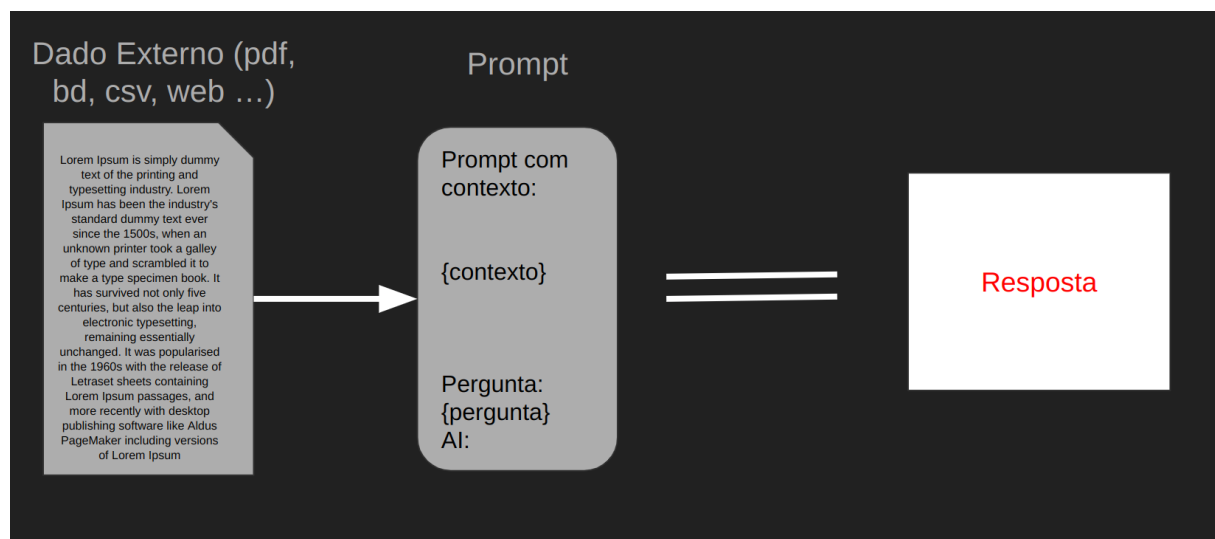 Dado Externo (pdf,
bd, csv, web …)
Prompt
Lorem Ipsum is simply dummy
text of the printing and
typesetting industry. Lorem
Ipsum has been the industry's
standard dummy text ever
since the 1500s, when an
unknown printer took a galley
of type and scrambled it to
make a type specimen book. It
has survived not only five
centuries, but also the leap into
electronic typesetting,
remaining essentially
unchanged. It was popularised
in the 1960s with the release of
Letraset sheets containing
Lorem Ipsum passages, and
more recently with desktop
publishing software like Aldus
PageMaker including versions
of Lorem Ipsum
Prompt com
contexto:
{contexto}
Pergunta:
{pergunta}
AI:
Resposta